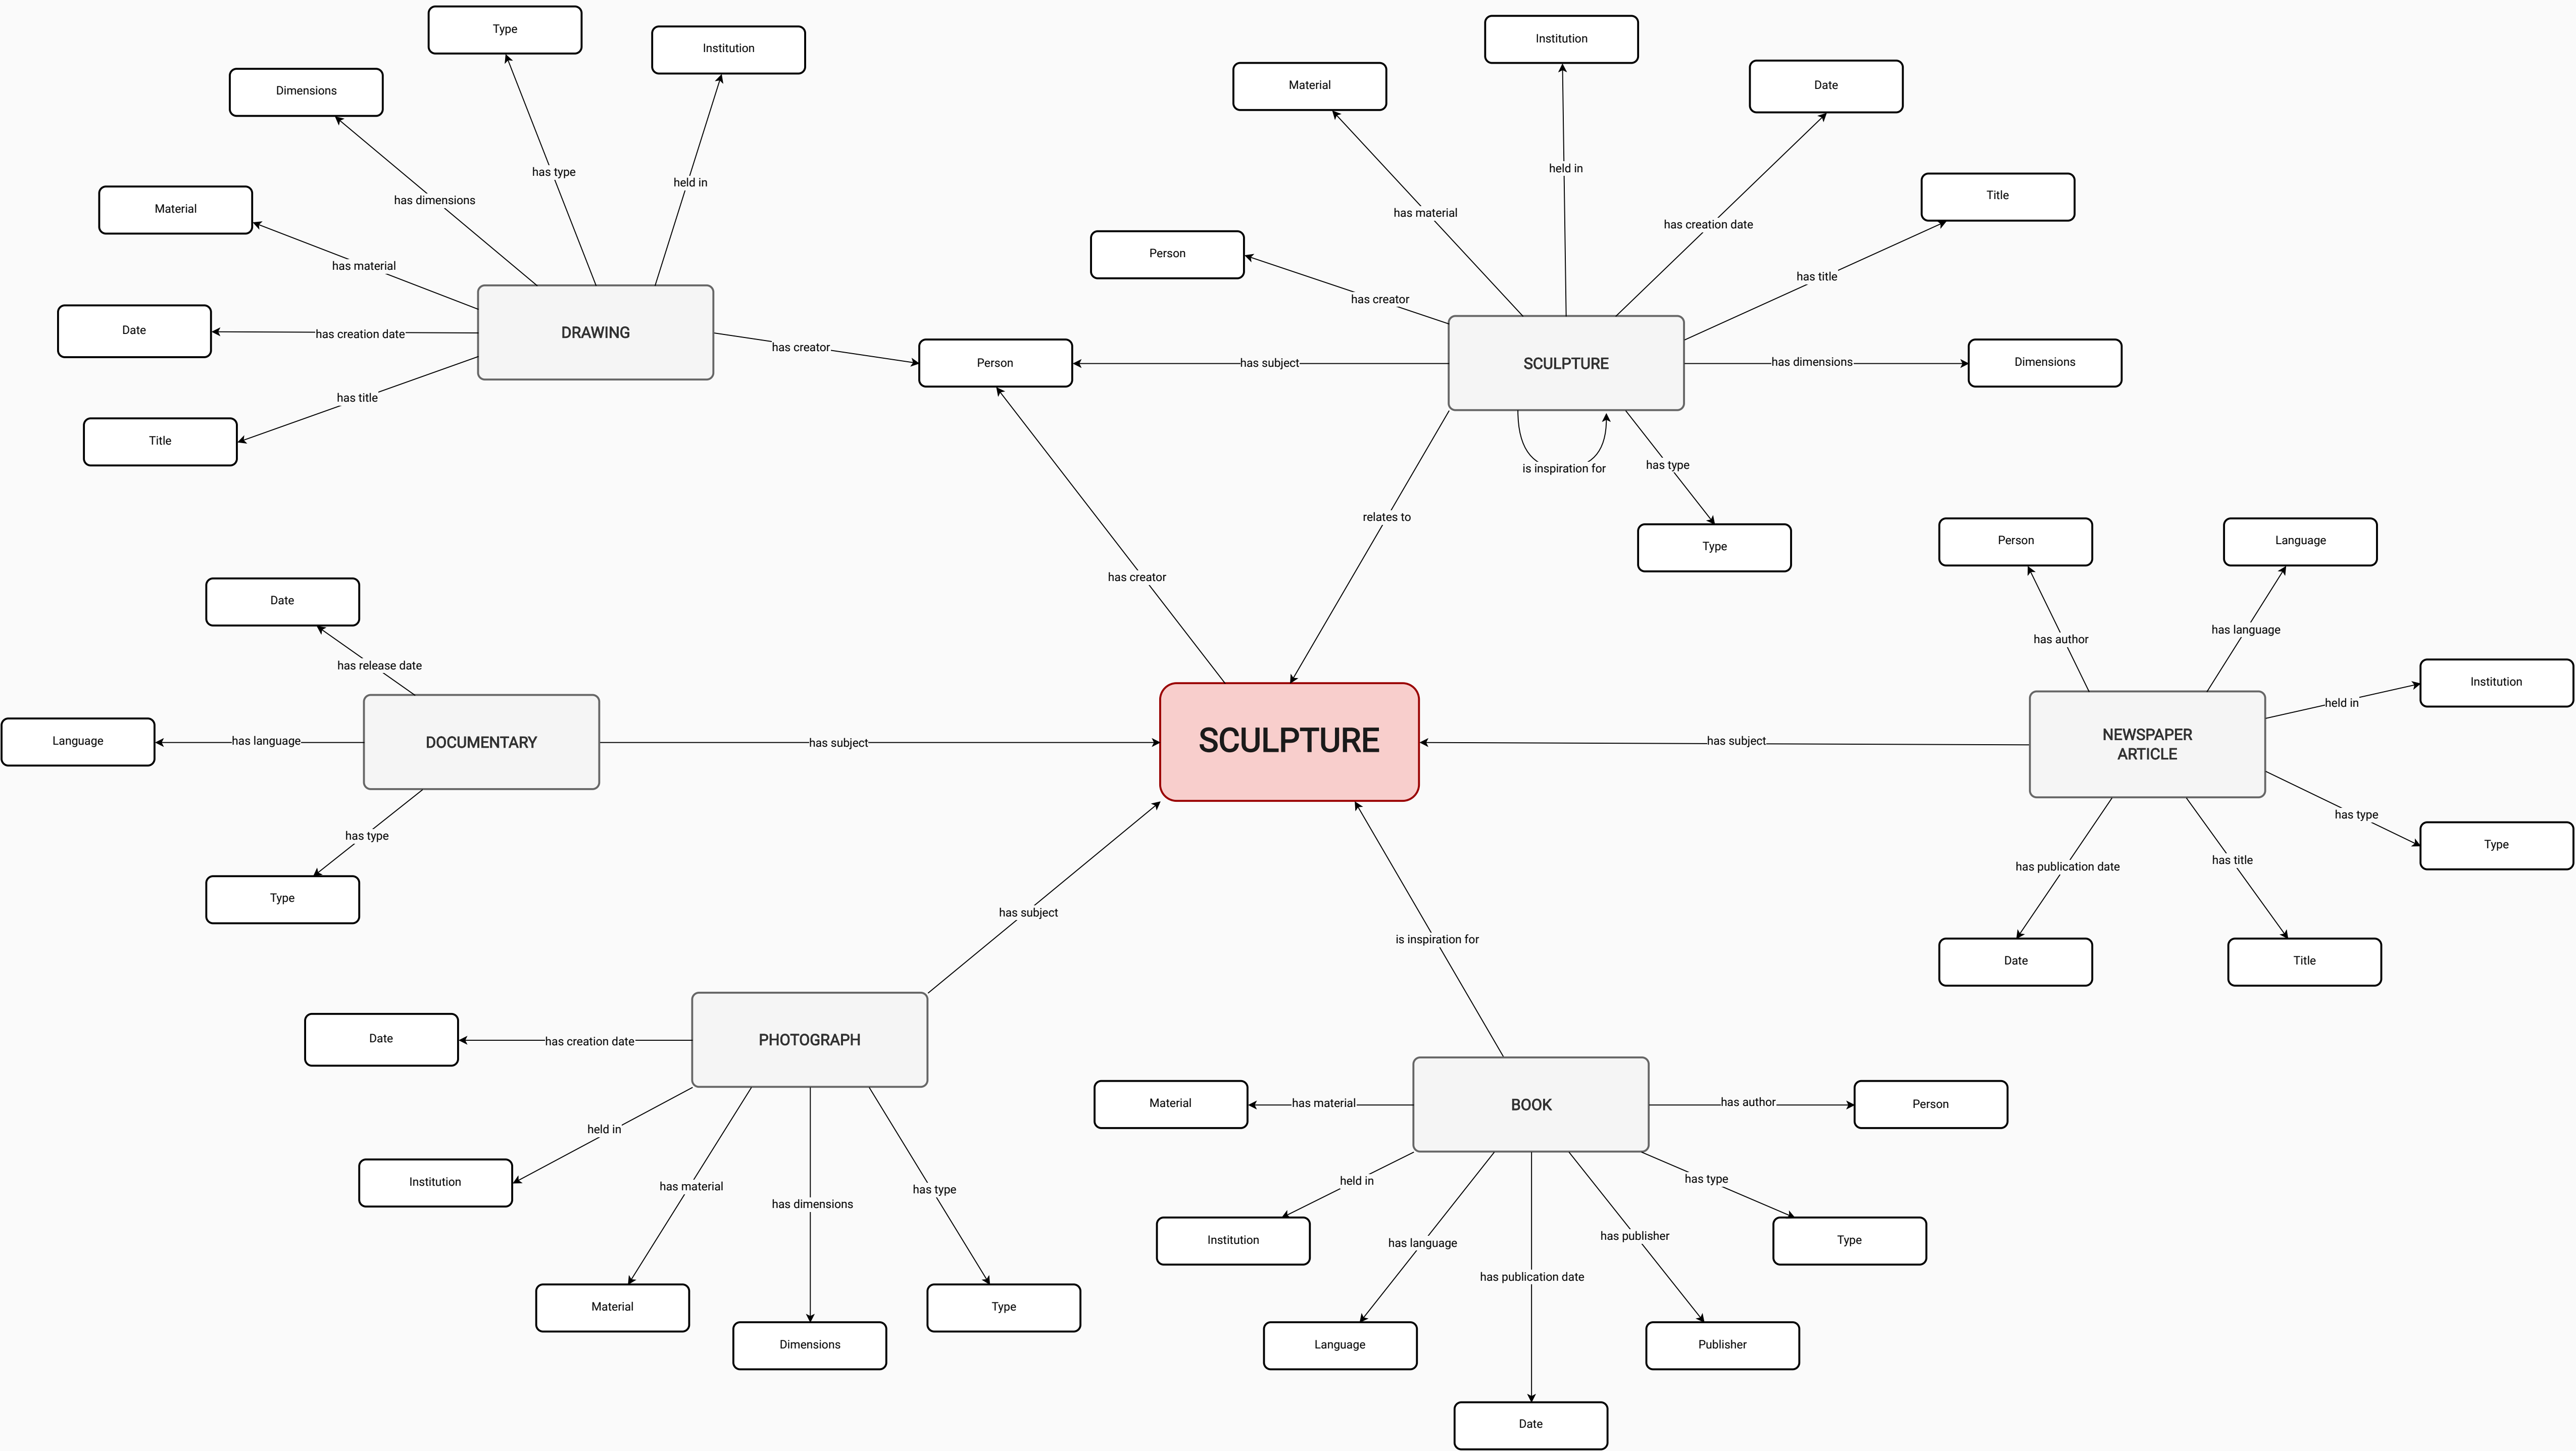 Type
Institution
Dimensions
has type
held in
has dimensions
Material
has material
Date
has creation date
DRAWING
has creator
has title
Title
Institution
Material
Date
held in
Title
has material
has creation date
Person
has title
has creator
Person
has subject
SCULPTURE
has dimensions
Dimensions
is inspiration for
has type
relates to
Type
has creator
Person
Language
has author
has language
Date
has release date
Language
has language
DOCUMENTARY
has subject
SCULPTURE
has subject
NEWSPAPER
ARTICLE
held in
Institution
has type
Type
has type
Type
has publication date
has title
Date
Title
has subject
is inspiration for
Date
has creation date
PHOTOGRAPH
held in
Institution
has material
has dimensions
has type
Material
Dimensions
Type
Material
has material
BOOK
has author
Person
held in
has type
Institution
has language
has publisher
Type
has publication date
Language
Publisher
Date